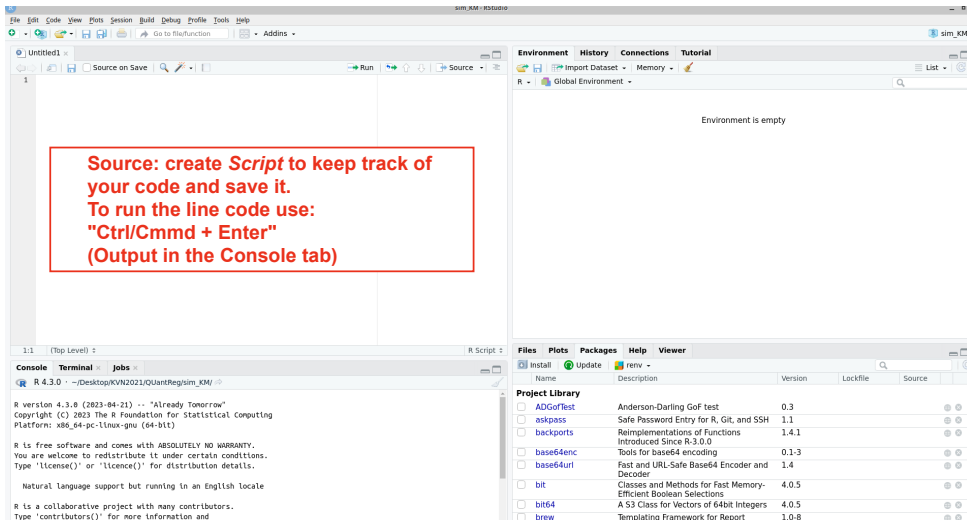 sim_KM - RStudio
File Edit Code View Plots Session Build Debug Profile Tools Help
Go to file/function Addins
sim_KM
Untitled1
Source on Save Run Source
1
Source: create Script to keep track of
your code and save it.
To run the line code use:
"Ctrl/Cmmd + Enter"
(Output in the Console tab)
1:1 (Top Level) R Script
Console Terminal Jobs
R 4.3.0 · ~/Desktop/KVN2021/QUantReg/sim_KM/
R version 4.3.0 (2023-04-21) -- "Already Tomorrow"
Copyright (C) 2023 The R Foundation for Statistical Computing
Platform: x86_64-pc-linux-gnu (64-bit)
R is free software and comes with ABSOLUTELY NO WARRANTY.
You are welcome to redistribute it under certain conditions.
Type 'license()' or 'licence()' for distribution details.
Natural language support but running in an English locale
R is a collaborative project with many contributors.
Type 'contributors()' for more information and
Environment History Connections Tutorial
Import Dataset Memory List
R Global Environment
Environment is empty
Files Plots Packages Help Viewer
Install Update renv
Name Description Version Lockfile Source
Project Library
ADGofTest Anderson-Darling GoF test 0.3
askpass Safe Password Entry for R, Git, and SSH 1.1
backports Reimplementations of Functions 1.4.1
Introduced Since R-3.0.0
base64enc Tools for base64 encoding 0.1-3
base64url Fast and URL-Safe Base64 Encoder and 1.4
Decoder
bit Classes and Methods for Fast Memory- 4.0.5
Efficient Boolean Selections
bit64 A S3 Class for Vectors of 64bit Integers 4.0.5
brew Templating Framework for Report 1.0-8